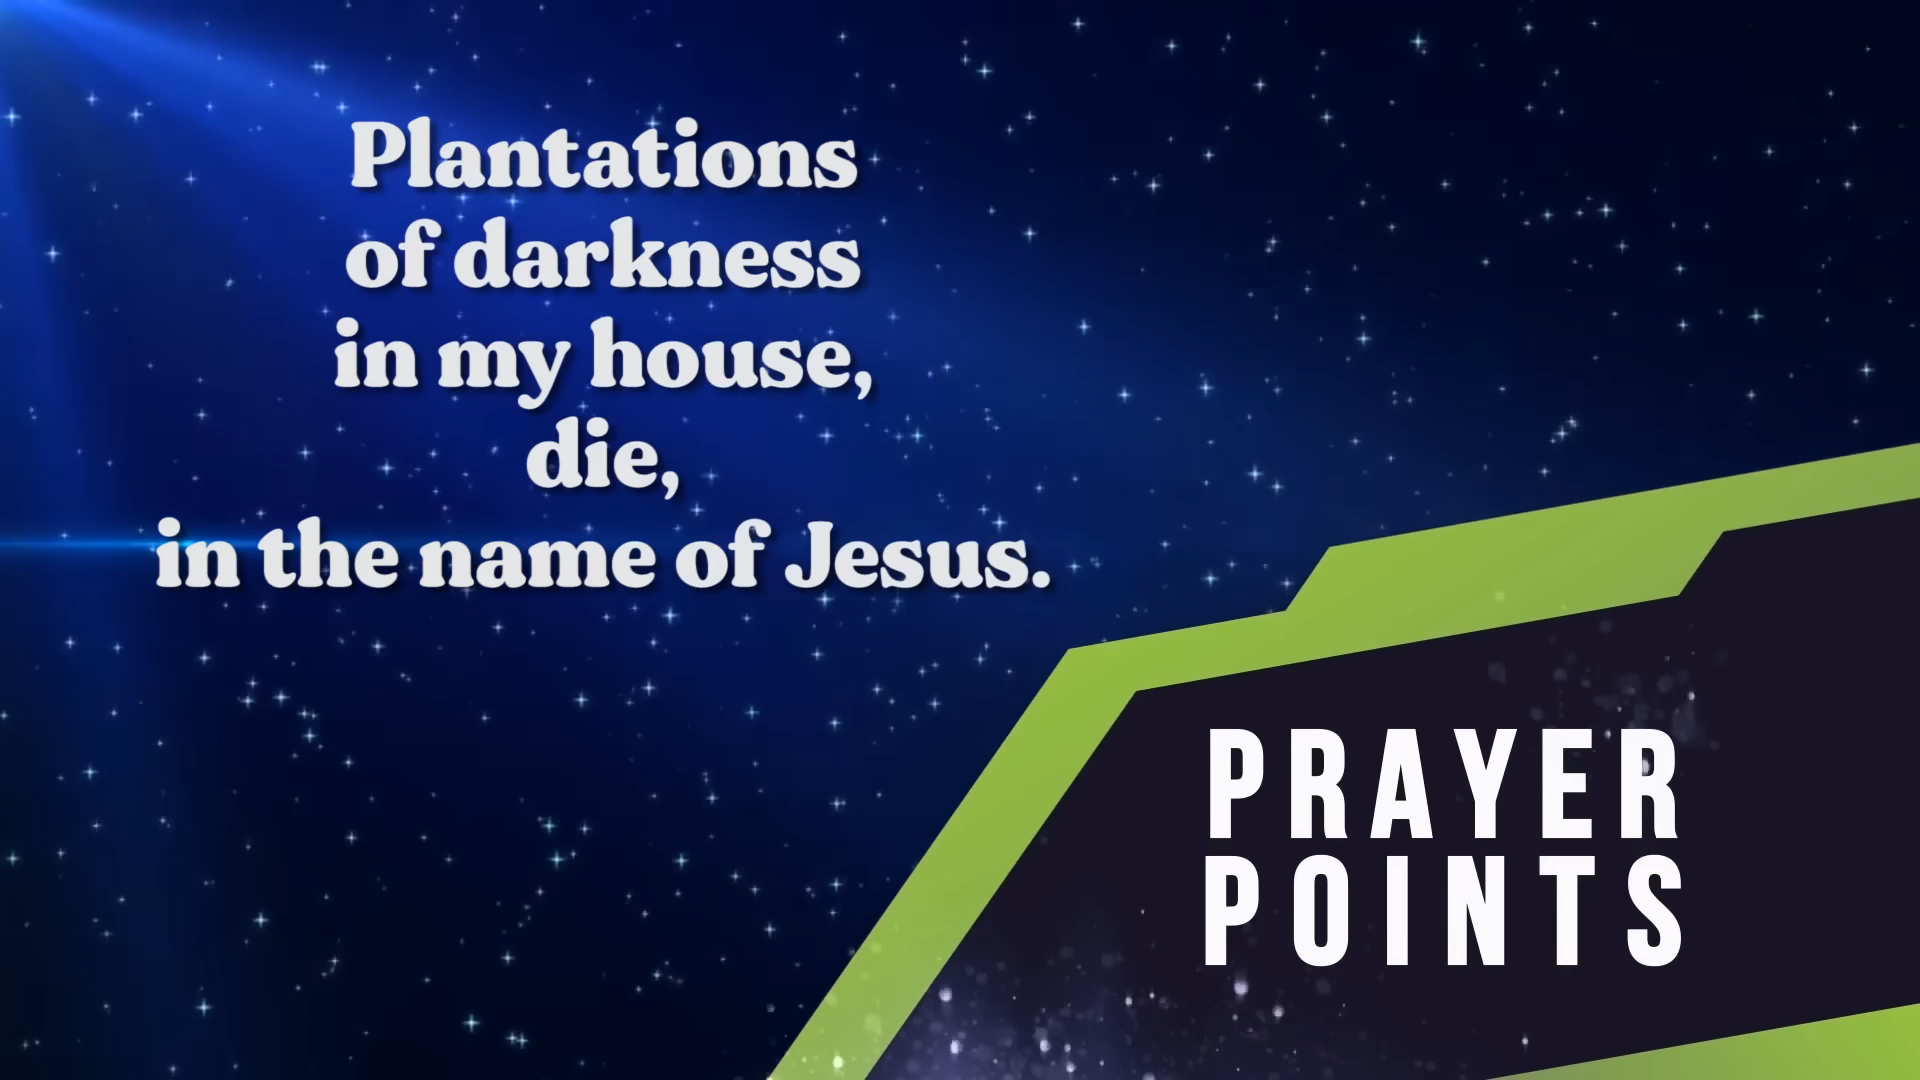 Plantations
of darkness
in my house,
die,
in the name of Jesus.
PRAYER
POINTS